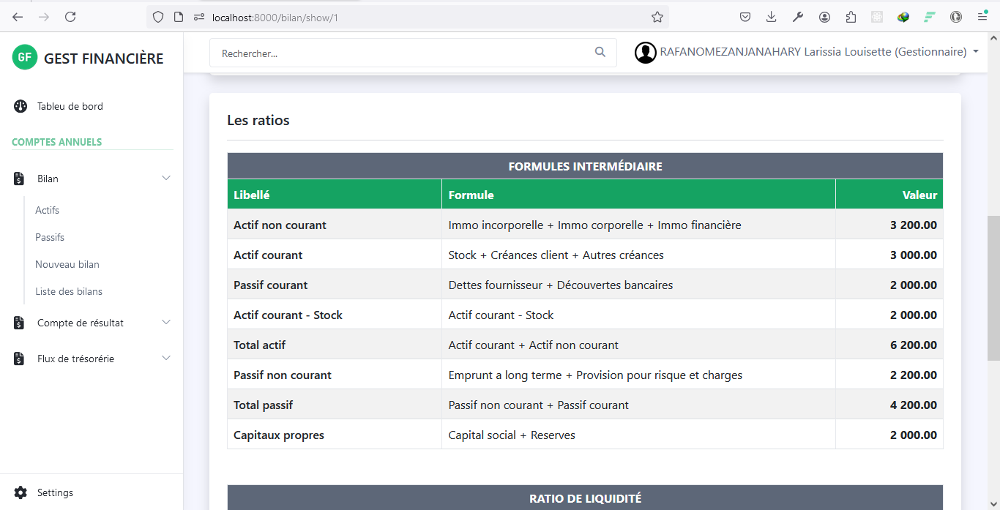 localhost:8000/bilan/show/1
GF GEST FINANCIÈRE
Rechercher...
RAFANOMEZANJANAHARY Larissia Louisette (Gestionnaire)
Tableu de bord
COMPTES ANNUELS
Bilan
Actifs
Passifs
Nouveau bilan
Liste des bilans
Compte de résultat
Flux de trésorérie
Settings
Les ratios
FORMULES INTERMÉDIAIRE
Libellé Formule Valeur
Actif non courant Immo incorporelle + Immo corporelle + Immo financière 3 200.00
Actif courant Stock + Créances client + Autres créances 3 000.00
Passif courant Dettes fournisseur + Découvertes bancaires 2 000.00
Actif courant - Stock Actif courant - Stock 2 000.00
Total actif Actif courant + Actif non courant 6 200.00
Passif non courant Emprunt a long terme + Provision pour risque et charges 2 200.00
Total passif Passif non courant + Passif courant 4 200.00
Capitaux propres Capital social + Reserves 2 000.00
RATIO DE LIQUIDITÉ